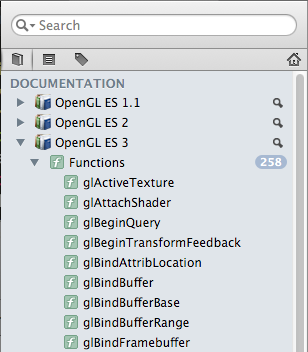 Search
DOCUMENTATION
OpenGL ES 1.1
OpenGL ES 2
OpenGL ES 3
Functions 258
glActiveTexture
glAttachShader
glBeginQuery
glBeginTransformFeedback
glBindAttribLocation
glBindBuffer
glBindBufferBase
glBindBufferRange
glBindFramebuffer